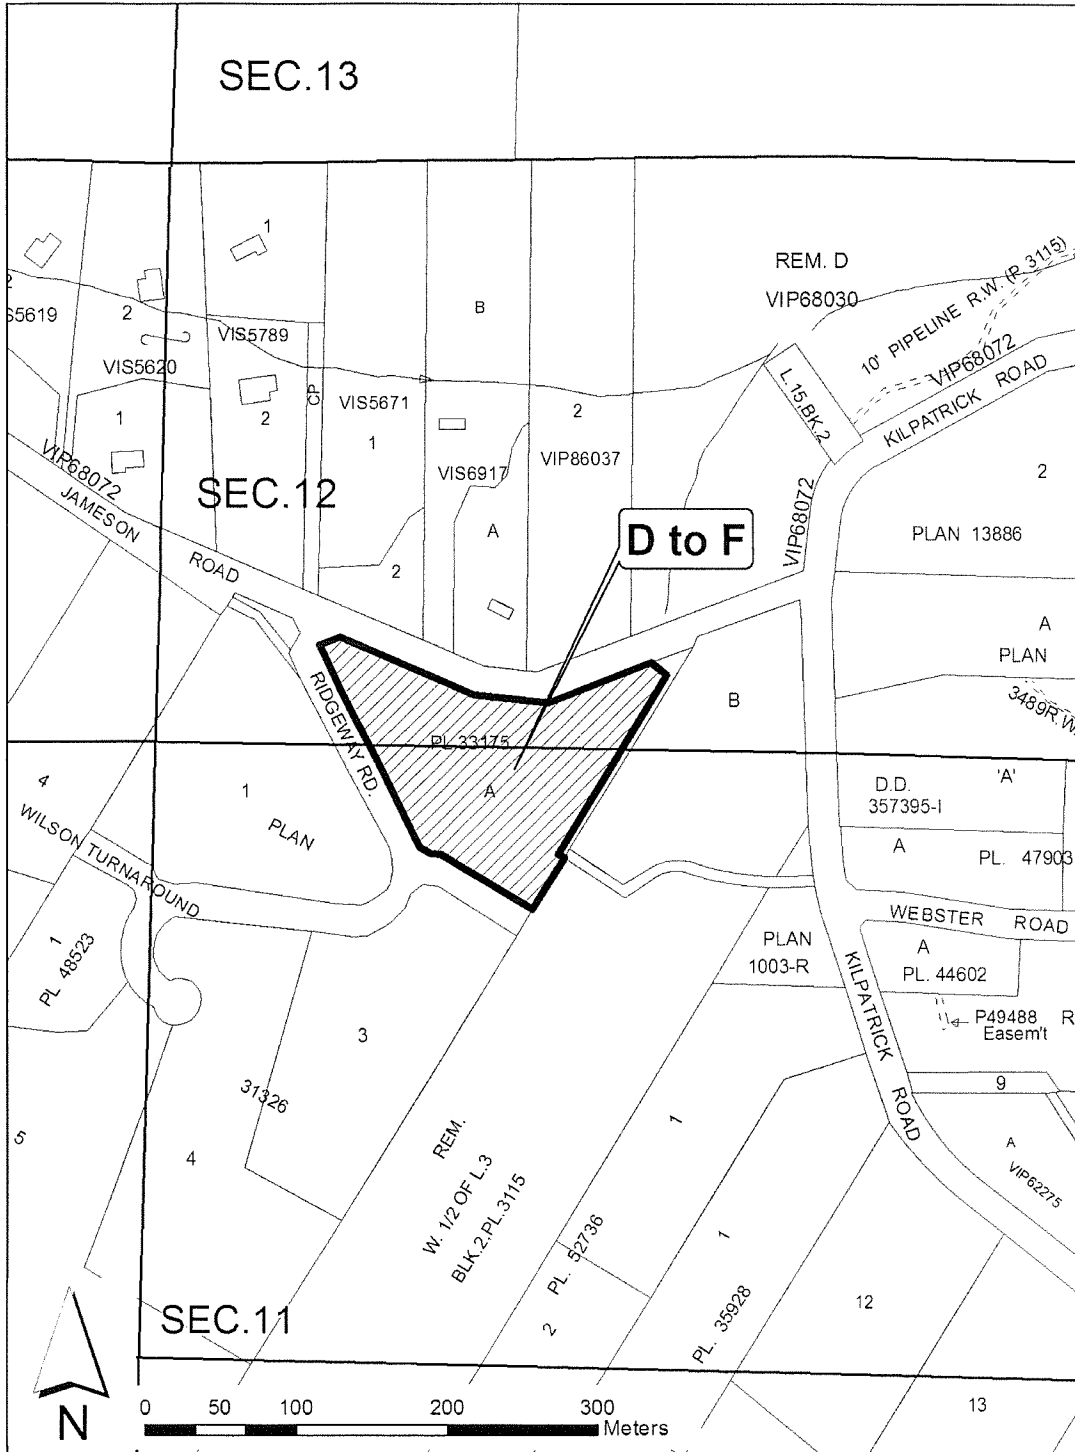 SEC.13
1
REM. D
VIP68030
10' PIPELINE R.W. (P. 3115)
VIP68072
KILPATRICK ROAD
2
S5619
2
VIS5620
VIS5789
B
L.15,BK.2
1
2
CP
VIS5671
1
2
VIP86037
VIS6917
VIP68072
JAMESON
ROAD
SEC.12
A
2
D to F
VIP68072
2
PLAN 13886
A
PLAN
3489R.W.
RIDGEWAY RD.
B
PL.33175
A
4
1
PLAN
WILSON TURNAROUND
D.D.
357395-I
'A'
A
PL. 47903
WEBSTER ROAD
1
PL. 48523
PLAN
1003-R
A
PL. 44602
KILPATRICK
ROAD
P49488
Easem't
R
3
31326
9
5
4
REM.
W. 1/2 OF L.3
BLK.2,PL.3115
1
A
VIP62275
PL. 52736
2
1
PL. 35928
12
SEC.11
13
N
0 50 100 200 300
Meters